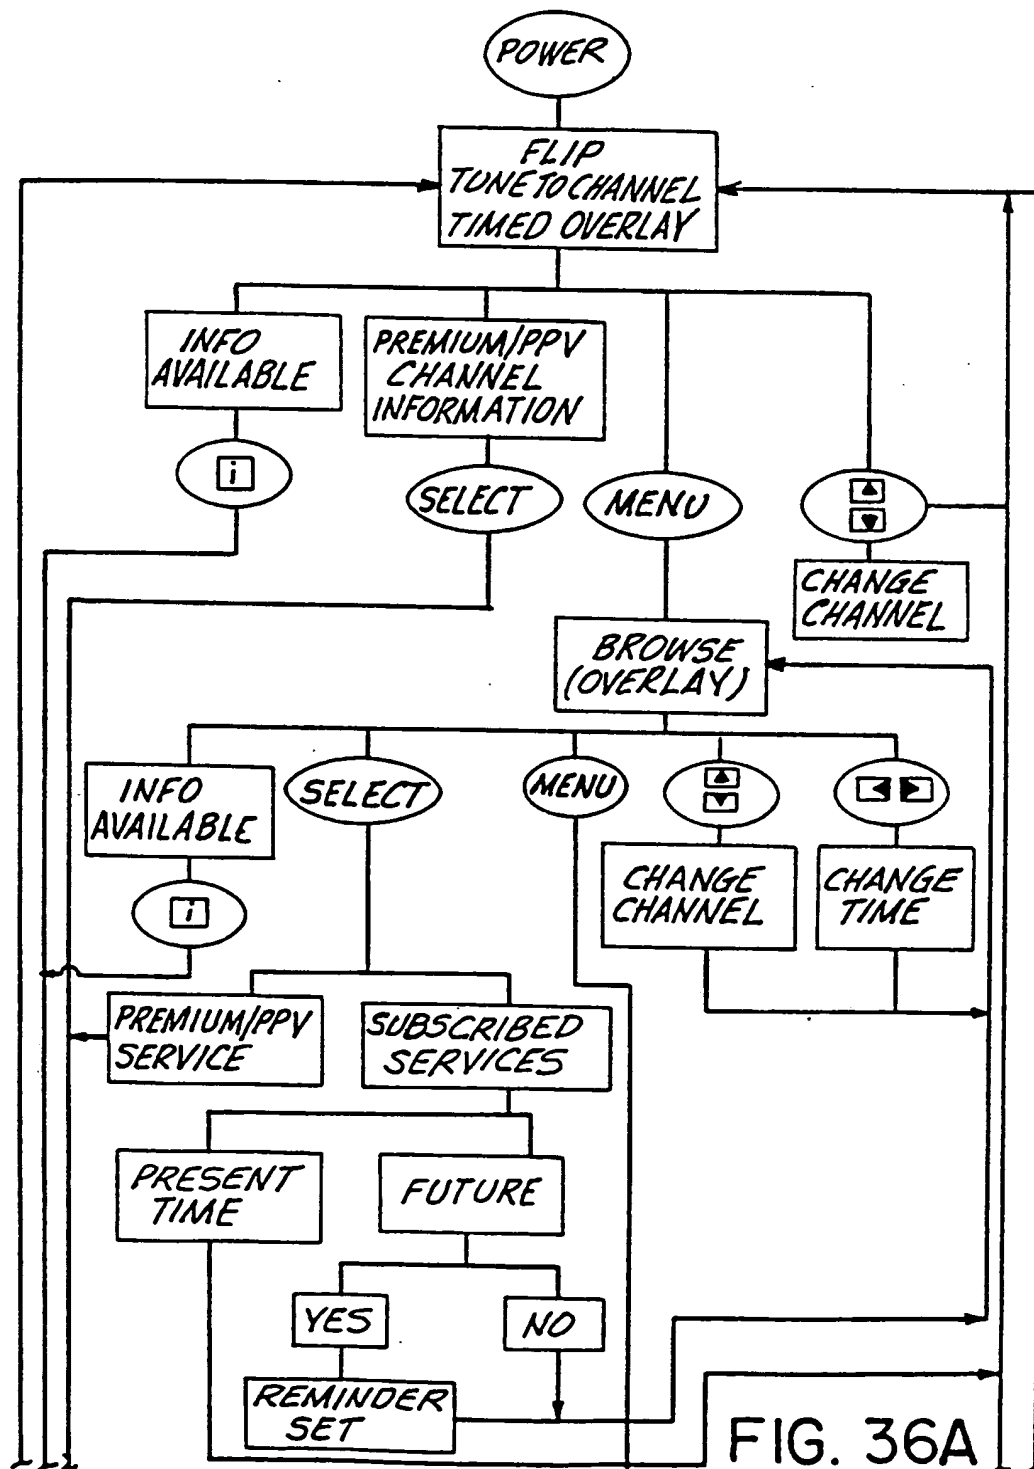 POWER
FLIP
TUNE TO CHANNEL
TIMED OVERLAY
INFO
AVAILABLE
PREMIUM/PPV
CHANNEL
INFORMATION
i
SELECT
MENU
CHANGE
CHANNEL
BROWSE
(OVERLAY)
INFO
AVAILABLE
SELECT
MENU
i
CHANGE
CHANNEL
CHANGE
TIME
PREMIUM/PPV
SERVICE
SUBSCRIBED
SERVICES
PRESENT
TIME
FUTURE
YES
NO
REMINDER
SET
FIG. 36A